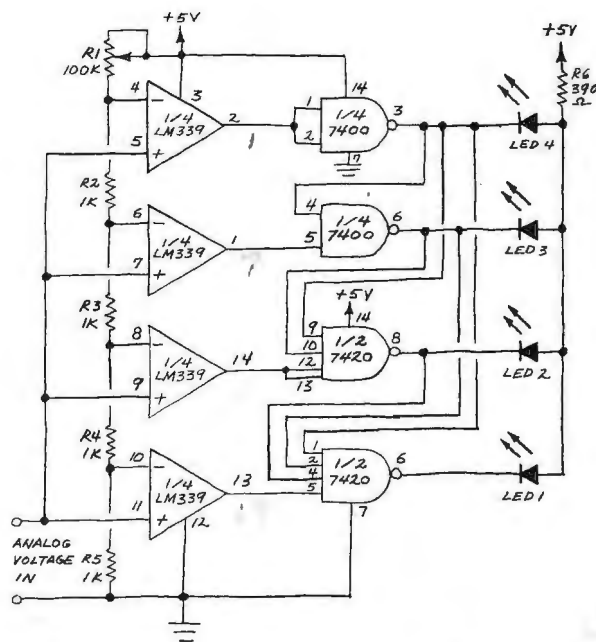 +5V
R1
100K
4
3
2
1/4
LM339
5
-
+
14
1
2
1/4
7400
3
7
LED 4
+5V
R6
390
Ω
R2
1K
6
-
1/4
LM339
1
7
+
4
5
1/4
7400
6
LED 3
R3
1K
8
-
1/4
LM339
14
9
+
+5V
14
9
10
12
13
1/2
7420
8
LED 2
R4
1K
10
-
1/4
LM339
13
11
+
12
1
2
4
5
1/2
7420
6
7
LED 1
ANALOG
VOLTAGE
IN
R5
1K